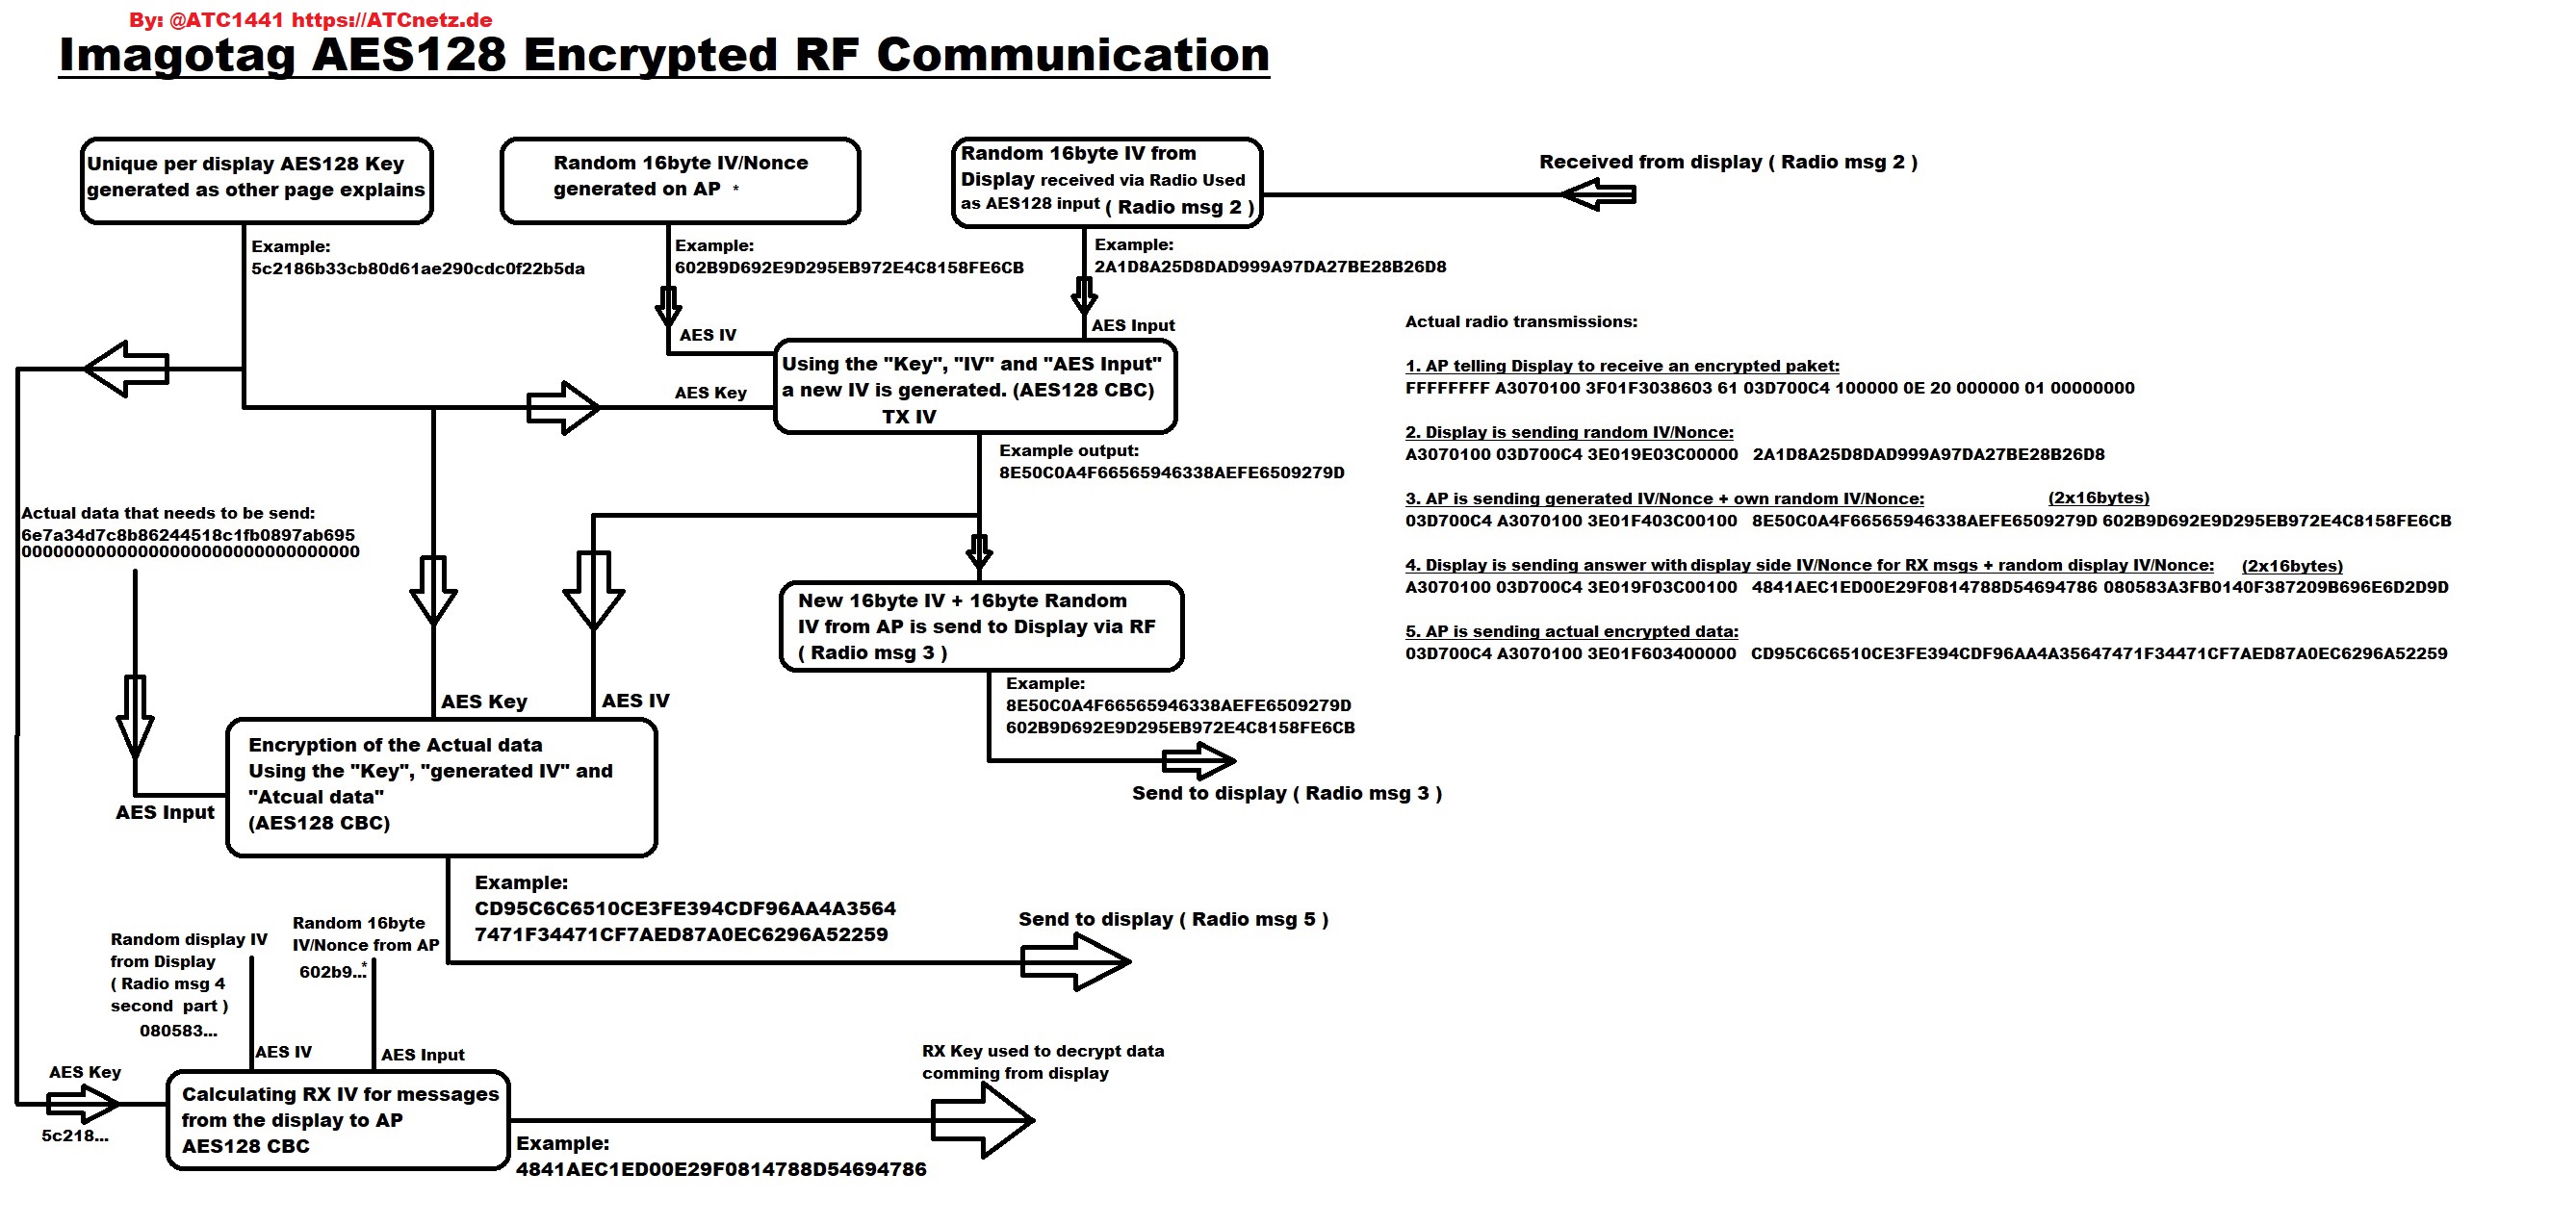 By: @ATC1441 https://ATCnetz.de
Imagotag AES128 Encrypted RF Communication
Unique per display AES128 Key
generated as other page explains
Random 16byte IV/Nonce
generated on AP *
Random 16byte IV from
Display received via Radio Used
as AES128 input ( Radio msg 2 )
Received from display ( Radio msg 2 )
Example:
5c2186b33cb80d61ae290cdc0f22b5da
Example:
602B9D692E9D295EB972E4C8158FE6CB
Example:
2A1D8A25D8DAD999A97DA27BE28B26D8
AES IV
AES Input
AES Key
Using the "Key", "IV" and "AES Input"
a new IV is generated. (AES128 CBC)
TX IV
Example output:
8E50C0A4F66565946338AEFE6509279D
Actual data that needs to be send:
6e7a34d7c8b86244518c1fb0897ab695
00000000000000000000000000000000
New 16byte IV + 16byte Random
IV from AP is send to Display via RF
( Radio msg 3 )
Example:
8E50C0A4F66565946338AEFE6509279D
602B9D692E9D295EB972E4C8158FE6CB
Send to display ( Radio msg 3 )
AES Key
AES IV
AES Input
Encryption of the Actual data
Using the "Key", "generated IV" and
"Atcual data"
(AES128 CBC)
Example:
CD95C6C6510CE3FE394CDF96AA4A3564
7471F34471CF7AED87A0EC6296A52259
Send to display ( Radio msg 5 )
Random display IV
from Display
( Radio msg 4
second part )
080583...
Random 16byte
IV/Nonce from AP
602b9...*
AES IV
AES Input
AES Key
5c218...
Calculating RX IV for messages
from the display to AP
AES128 CBC
RX Key used to decrypt data
comming from display
Example:
4841AEC1ED00E29F0814788D54694786
Actual radio transmissions:
1. AP telling Display to receive an encrypted paket:
FFFFFFFF A3070100 3F01F3038603 61 03D700C4 100000 0E 20 000000 01 00000000
2. Display is sending random IV/Nonce:
A3070100 03D700C4 3E019E03C00000 2A1D8A25D8DAD999A97DA27BE28B26D8
3. AP is sending generated IV/Nonce + own random IV/Nonce: (2x16bytes)
03D700C4 A3070100 3E01F403C00100 8E50C0A4F66565946338AEFE6509279D 602B9D692E9D295EB972E4C8158FE6CB
4. Display is sending answer with display side IV/Nonce for RX msgs + random display IV/Nonce: (2x16bytes)
A3070100 03D700C4 3E019F03C00100 4841AEC1ED00E29F0814788D54694786 080583A3FB0140F387209B696E6D2D9D
5. AP is sending actual encrypted data:
03D700C4 A3070100 3E01F603400000 CD95C6C6510CE3FE394CDF96AA4A35647471F34471CF7AED87A0EC6296A52259